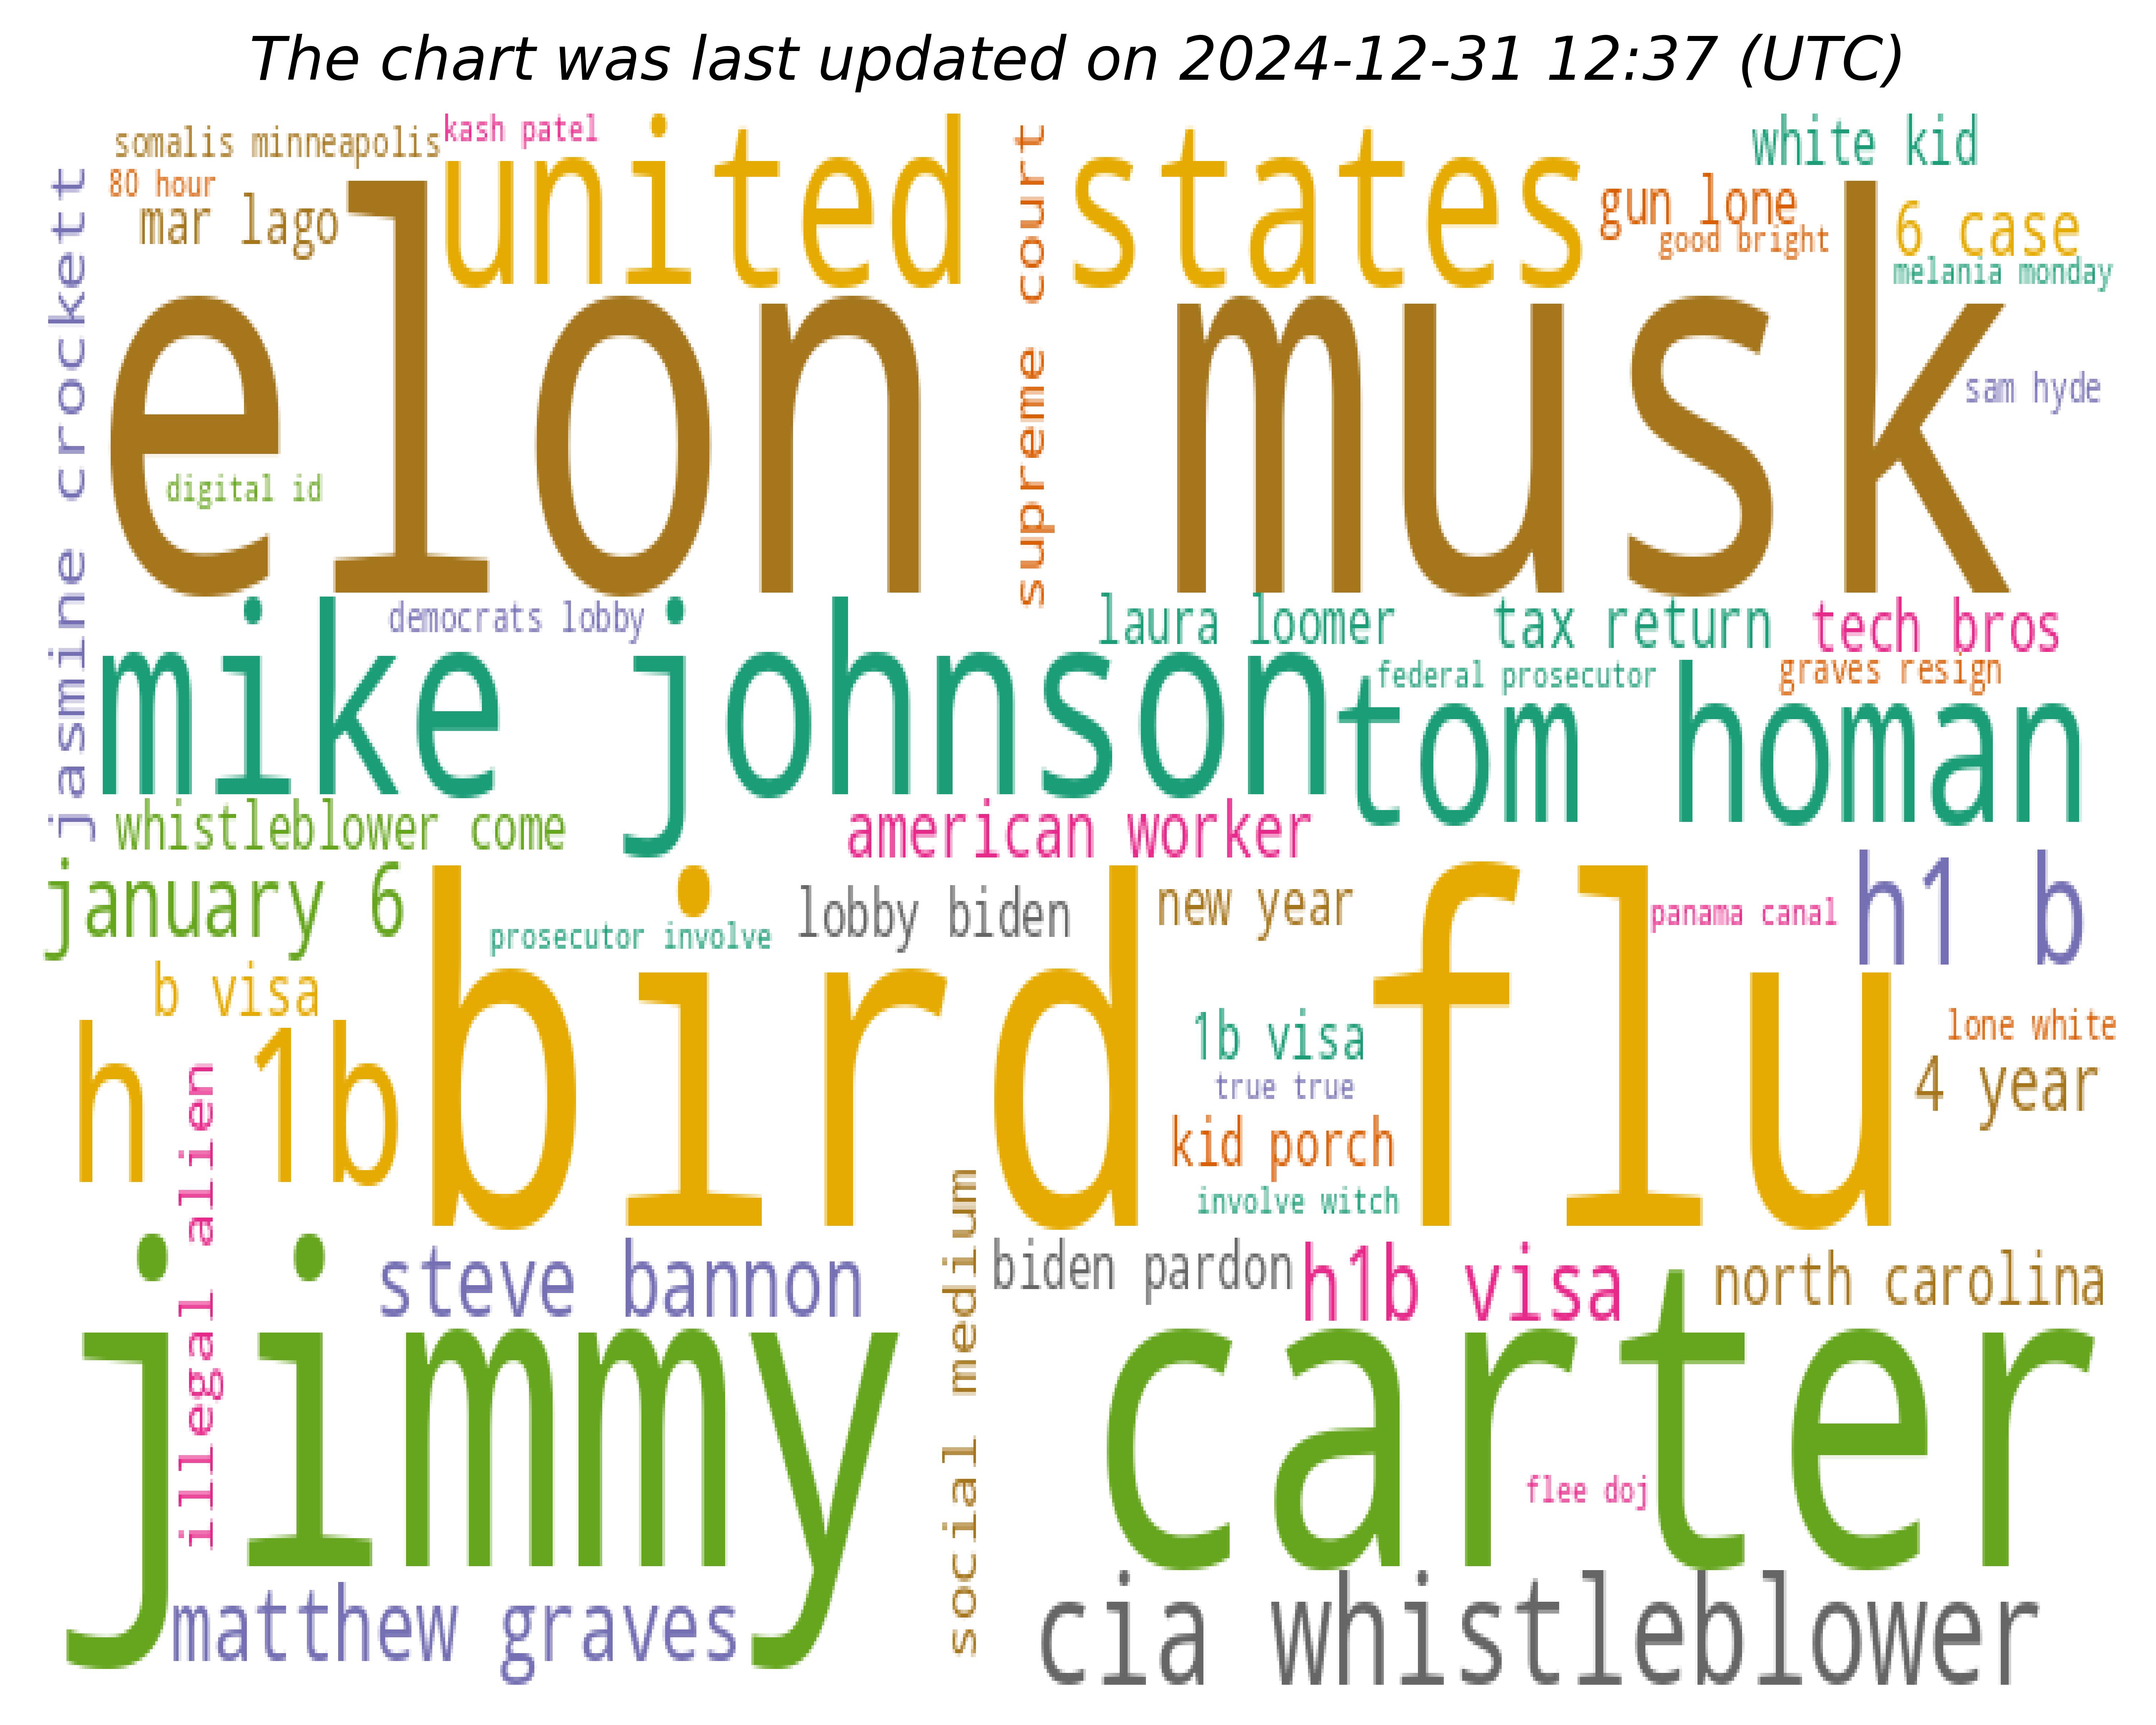 The chart was last updated on 2024-12-31 12:37 (UTC)
somalis minneapolis
kash patel
united states
white kid
80 hour
mar lago
supreme court
gun lone
good bright
6 case
melania monday
jasmine crockett
elon musk
sam hyde
digital id
democrats lobby
laura loomer
tax return
tech bros
mike johnson
federal prosecutor
graves resign
tom homan
whistleblower come
american worker
january 6
prosecutor involve
lobby biden
new year
panama canal
h1 b
b visa
bird flu
h 1b
1b visa
lone white
true true
4 year
kid porch
involve witch
illegal alien
social medium
steve bannon
biden pardon
h1b visa
north carolina
jimmy carter
flee doj
matthew graves
cia whistleblower